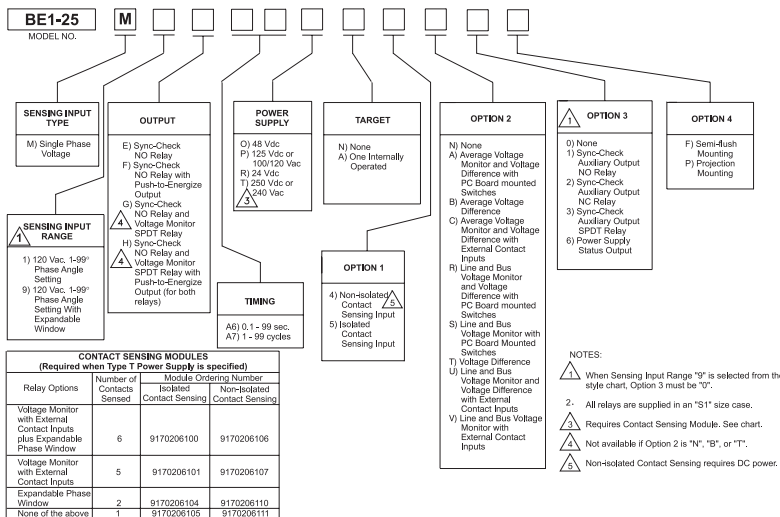 BE1-25
MODEL NO.
M
SENSING INPUT
TYPE
M) Single Phase
Voltage
OUTPUT
E) Sync-Check
NO Relay
F) Sync-Check
NO Relay with
Push-to-Energize
Output
G) Sync-Check
NO Relay and
Voltage Monitor
SPDT Relay
4
H) Sync-Check
NO Relay and
Voltage Monitor
SPDT Relay with
Push-to-Energize
Output (for both
relays)
4
POWER
SUPPLY
O) 48 Vdc
P) 125 Vdc or
100/120 Vac
R) 24 Vdc
T) 250 Vdc or
240 Vac
3
TARGET
N) None
A) One Internally
Operated
OPTION 2
N) None
A) Average Voltage
Monitor and Voltage
Difference with
PC Board mounted
Switches
B) Average Voltage
Difference
C) Average Voltage
Monitor and Voltage
Difference with
External Contact
Inputs
R) Line and Bus
Voltage Monitor
and Voltage
Difference with
PC Board mounted
Switches
S) Line and Bus
Voltage Monitor with
PC Board Mounted
Switches
T) Voltage Difference
U) Line and Bus
Voltage Monitor and
Voltage Difference
with External
Contact Inputs
V) Line and Bus Voltage
Monitor with
External Contact
Inputs
1
OPTION 3
0) None
1) Sync-Check
Auxiliary Output
NO Relay
2) Sync-Check
Auxiliary Output
NC Relay
3) Sync-Check
Auxiliary Output
SPDT Relay
6) Power Supply
Status Output
OPTION 4
F) Semi-flush
Mounting
P) Projection
Mounting
SENSING INPUT
RANGE
1
1) 120 Vac. 1-99°
Phase Angle
Setting
9) 120 Vac. 1-99°
Phase Angle
Setting With
Expandable
Window
TIMING
A6) 0.1 - 99 sec.
A7) 1 - 99 cycles
OPTION 1
4) Non-isolated
Contact
Sensing Input
5
5) Isolated
Contact
Sensing Input
CONTACT SENSING MODULES
(Required when Type T Power Supply is specified)
Relay Options
Number of
Contacts
Sensed
Module Ordering Number
Isolated
Contact Sensing
Non-Isolated
Contact Sensing
Voltage Monitor
with External
Contact Inputs
plus Expandable
Phase Window
6 9170206100 9170206106
Voltage Monitor
with External
Contact Inputs
5 9170206101 9170206107
Expandable Phase
Window
2 9170206104 9170206110
None of the above 1 9170206105 9170206111
NOTES:
1 When Sensing Input Range "9" is selected from th
style chart, Option 3 must be "0".
2. All relays are supplied in an "S1" size case.
3 Requires Contact Sensing Module. See chart.
4 Not available if Option 2 is "N", "B", or "T".
5 Non-isolated Contact Sensing requires DC power.